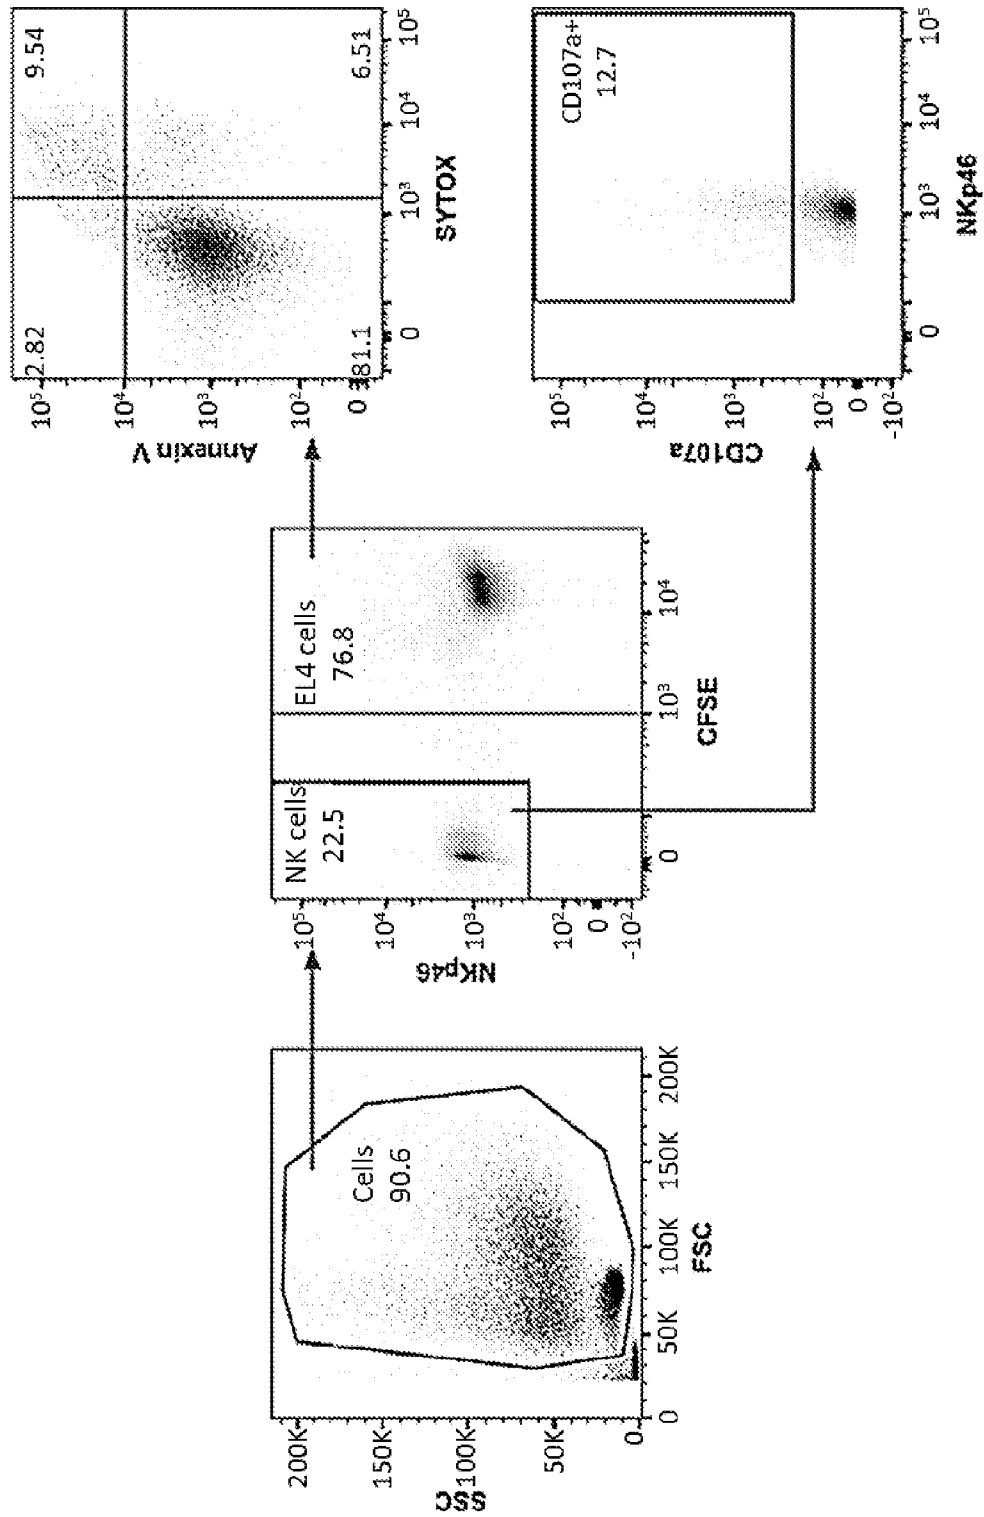 SSC
200K
150K
100K
50K
0
Cells
90.6
0
50K
100K
150K
200K
FSC
NKp46
10⁵
10⁴
10³
10²
0
-10²
NK cells
22.5
EL4 cells
76.8
0
10³
10⁴
CFSE
Annexin V
10⁵
10⁴
10³
10²
0
2.82
9.54
81.1
6.51
0
10³
10⁴
10⁵
SYTOX
CD107a
10⁵
10⁴
10³
10²
0
-10²
CD107a+
12.7
0
10³
10⁴
10⁵
NKp46